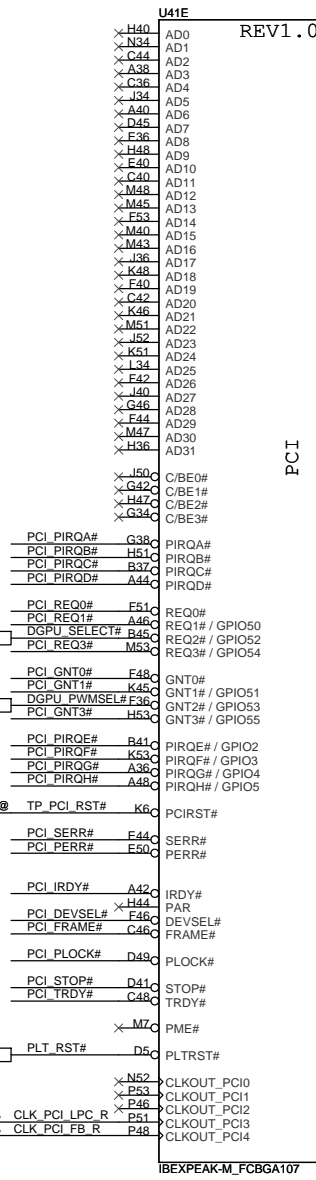 U41E
REV1.0
H40 AD0
N34 AD1
C44 AD2
A38 AD3
C36 AD4
J34 AD5
A40 AD6
D45 AD7
E36 AD8
H48 AD9
E40 AD10
C40 AD11
M48 AD12
M45 AD13
F53 AD14
M40 AD15
M43 AD16
J36 AD17
K48 AD18
F40 AD19
C42 AD20
K46 AD21
M51 AD22
J52 AD23
K51 AD24
L34 AD25
F42 AD26
J40 AD27
G46 AD28
F44 AD29
M47 AD30
H36 AD31
PCI
J50 C/BE0#
G42 C/BE1#
H47 C/BE2#
G34 C/BE3#
PCI_PIRQA# G38 PIRQA#
PCI_PIRQB# H51 PIRQB#
PCI_PIRQC# B37 PIRQC#
PCI_PIRQD# A44 PIRQD#
PCI_REQ0# F51 REQ0#
PCI_REQ1# A46 REQ1# / GPIO50
DGPU_SELECT# B45 REQ2# / GPIO52
PCI_REQ3# M53 REQ3# / GPIO54
PCI_GNT0# F48 GNT0#
PCI_GNT1# K45 GNT1# / GPIO51
DGPU_PWMSEL# F36 GNT2# / GPIO53
PCI_GNT3# H53 GNT3# / GPIO55
PCI_PIRQE# B41 PIRQE# / GPIO2
PCI_PIRQF# K53 PIRQF# / GPIO3
PCI_PIRQG# A36 PIRQG# / GPIO4
PCI_PIRQH# A48 PIRQH# / GPIO5
@ TP_PCI_RST# K6 PCIRST#
PCI_SERR# E44 SERR#
PCI_PERR# E50 PERR#
PCI_IRDY# A42 IRDY#
H44 PAR
PCI_DEVSEL# F46 DEVSEL#
PCI_FRAME# C46 FRAME#
PCI_PLOCK# D49 PLOCK#
PCI_STOP# D41 STOP#
PCI_TRDY# C48 TRDY#
M7 PME#
PLT_RST# D5 PLTRST#
N52 CLKOUT_PCI0
P53 CLKOUT_PCI1
P46 CLKOUT_PCI2
CLK_PCI_LPC_R P51 CLKOUT_PCI3
CLK_PCI_FB_R P48 CLKOUT_PCI4
IBEXPEAK-M_FCBGA107